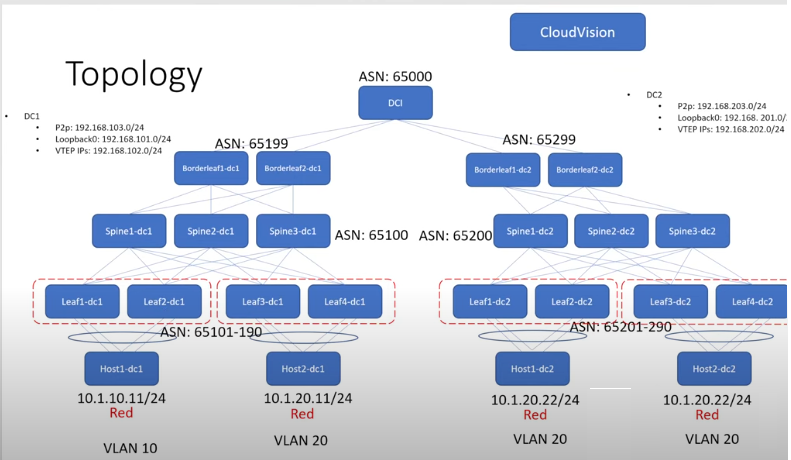 CloudVision
Topology
ASN: 65000
DCI
DC1
P2p: 192.168.103.0/24
Loopback0: 192.168.101.0/24
VTEP IPs: 192.168.102.0/24
DC2
P2p: 192.168.203.0/24
Loopback0: 192.168. 201.0/
VTEP IPs: 192.168.202.0/24
ASN: 65199
ASN: 65299
Borderleaf1-dc1
Borderleaf2-dc1
Borderleaf1-dc2
Borderleaf2-dc2
Spine1-dc1
Spine2-dc1
Spine3-dc1
ASN: 65100
ASN: 65200
Spine1-dc2
Spine2-dc2
Spine3-dc2
Leaf1-dc1
Leaf2-dc1
Leaf3-dc1
Leaf4-dc1
Leaf1-dc2
Leaf2-dc2
Leaf3-dc2
Leaf4-dc2
ASN: 65101-190
ASN: 65201-290
Host1-dc1
Host2-dc1
Host1-dc2
Host2-dc2
10.1.10.11/24
10.1.20.11/24
10.1.20.22/24
10.1.20.22/24
Red
Red
Red
Red
VLAN 10
VLAN 20
VLAN 20
VLAN 20